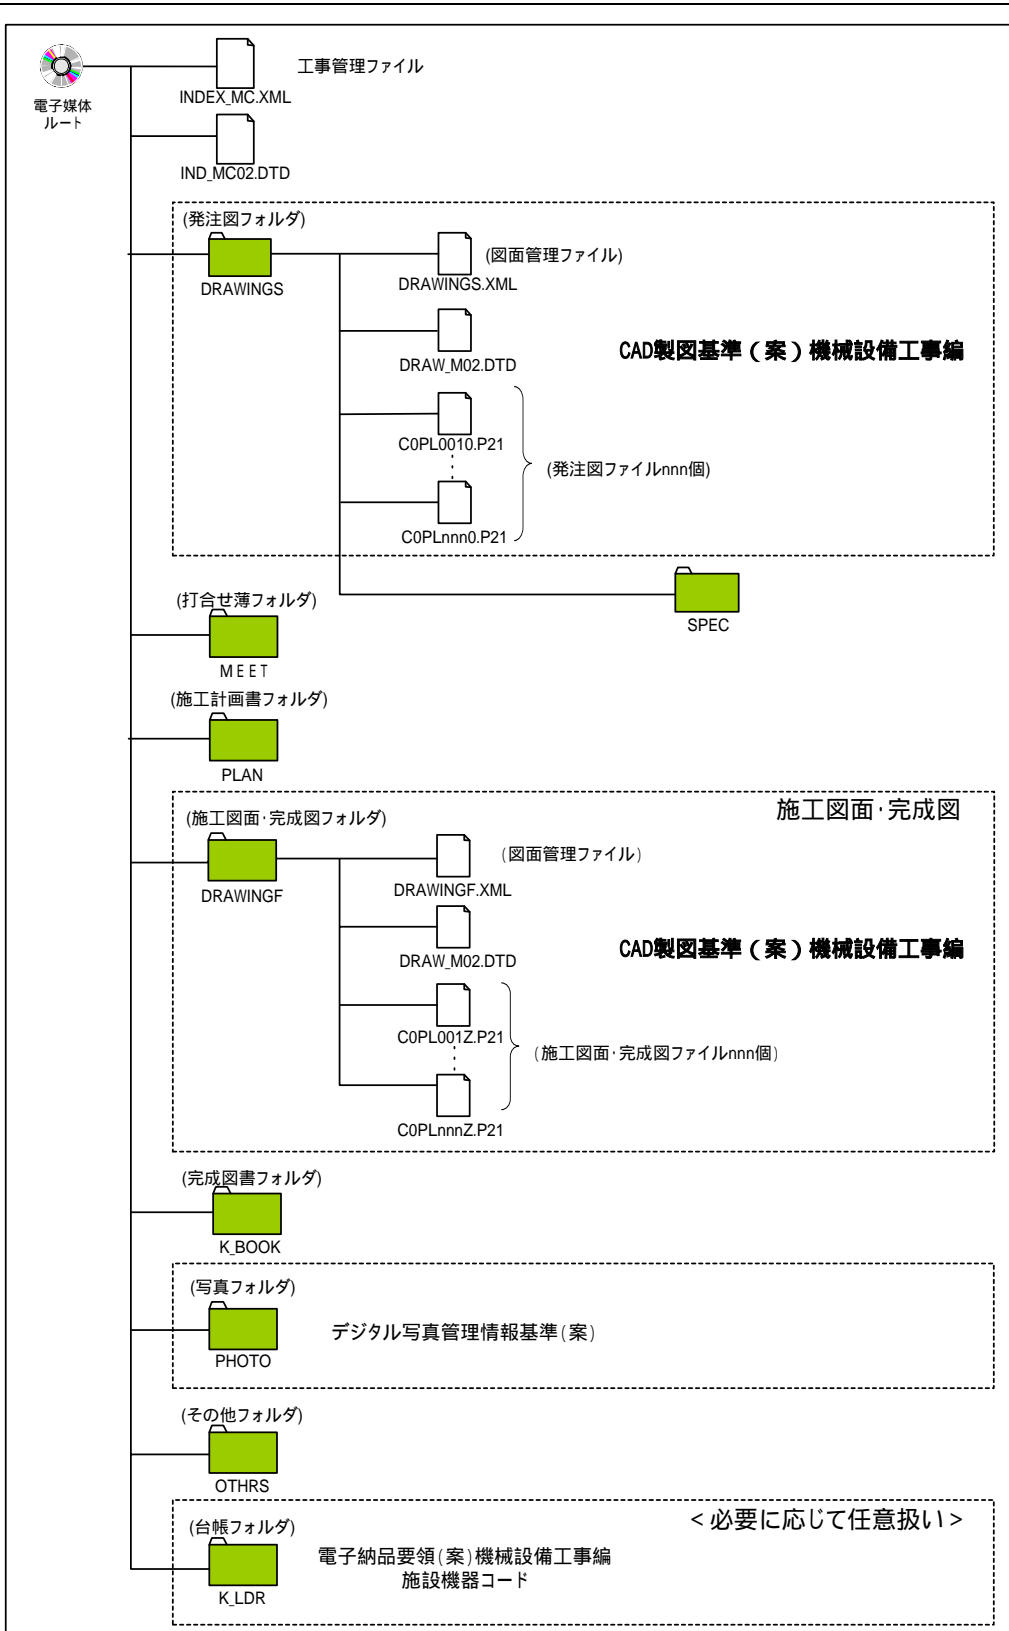 工事管理ファイル
INDEX_MC.XML
電子媒体
ルート
IND_MC02.DTD
(発注図フォルダ)
DRAWINGS
(図面管理ファイル)
DRAWINGS.XML
DRAW_M02.DTD
CAD製図基準（案）機械設備工事編
C0PL0010.P21
(発注図ファイルnnn個)
C0PLnnn0.P21
SPEC
(打合せ薄フォルダ)
MEET
(施工計画書フォルダ)
PLAN
施工図面・完成図
(施工図面・完成図フォルダ)
DRAWINGF
(図面管理ファイル)
DRAWINGF.XML
DRAW_M02.DTD
CAD製図基準（案）機械設備工事編
C0PL001Z.P21
(施工図面・完成図ファイルnnn個)
C0PLnnnZ.P21
(完成図書フォルダ)
K_BOOK
(写真フォルダ)
PHOTO
デジタル写真管理情報基準(案)
(その他フォルダ)
OTHRS
<必要に応じて任意扱い>
(台帳フォルダ)
K_LDR
電子納品要領(案)機械設備工事編
施設機器コード